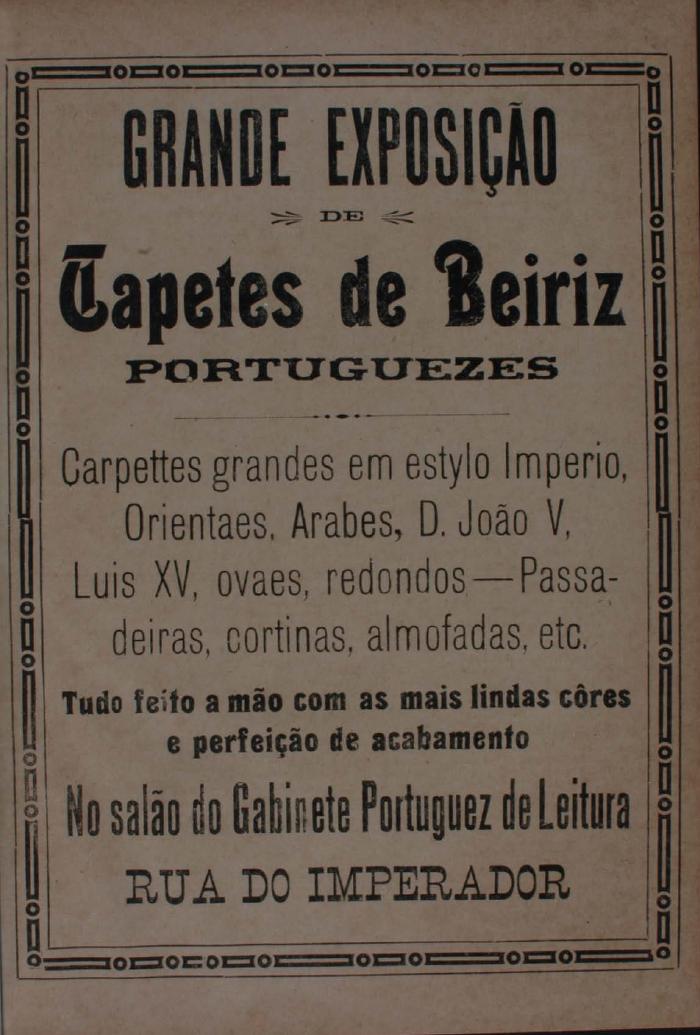 GRANDE EXPOSIÇÃO
DE
Tapetes de Beiriz
PORTUGUEZES
Carpettes grandes em estylo Imperio,
Orientaes, Arabes, D. João V,
Luis XV, ovaes, redondos—Passa-
deiras, cortinas, almofadas, etc.
Tudo feito a mão com as mais lindas côres
e perfeição de acabamento
No salão do Gabinete Portuguez de Leitura
RUA DO IMPERADOR